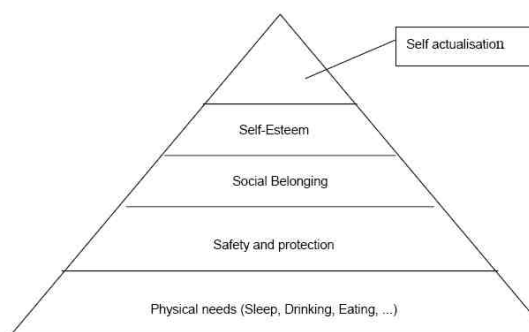 Self actualisation
Self-Esteem
Social Belonging
Safety and protection
Physical needs (Sleep, Drinking, Eating, ...)